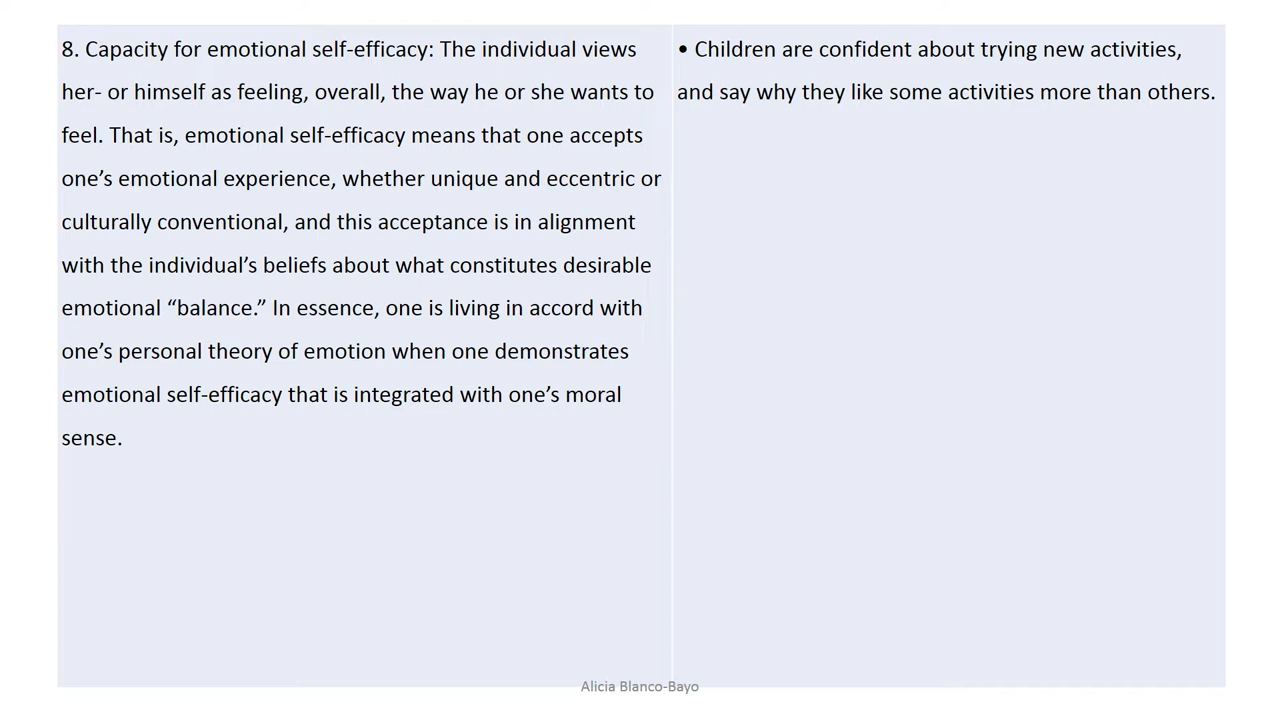 8. Capacity for emotional self-efficacy: The individual views
her- or himself as feeling, overall, the way he or she wants to
feel. That is, emotional self-efficacy means that one accepts
one’s emotional experience, whether unique and eccentric or
culturally conventional, and this acceptance is in alignment
with the individual’s beliefs about what constitutes desirable
emotional “balance.” In essence, one is living in accord with
one’s personal theory of emotion when one demonstrates
emotional self-efficacy that is integrated with one’s moral
sense.
• Children are confident about trying new activities,
and say why they like some activities more than others.
Alicia Blanco-Bayo